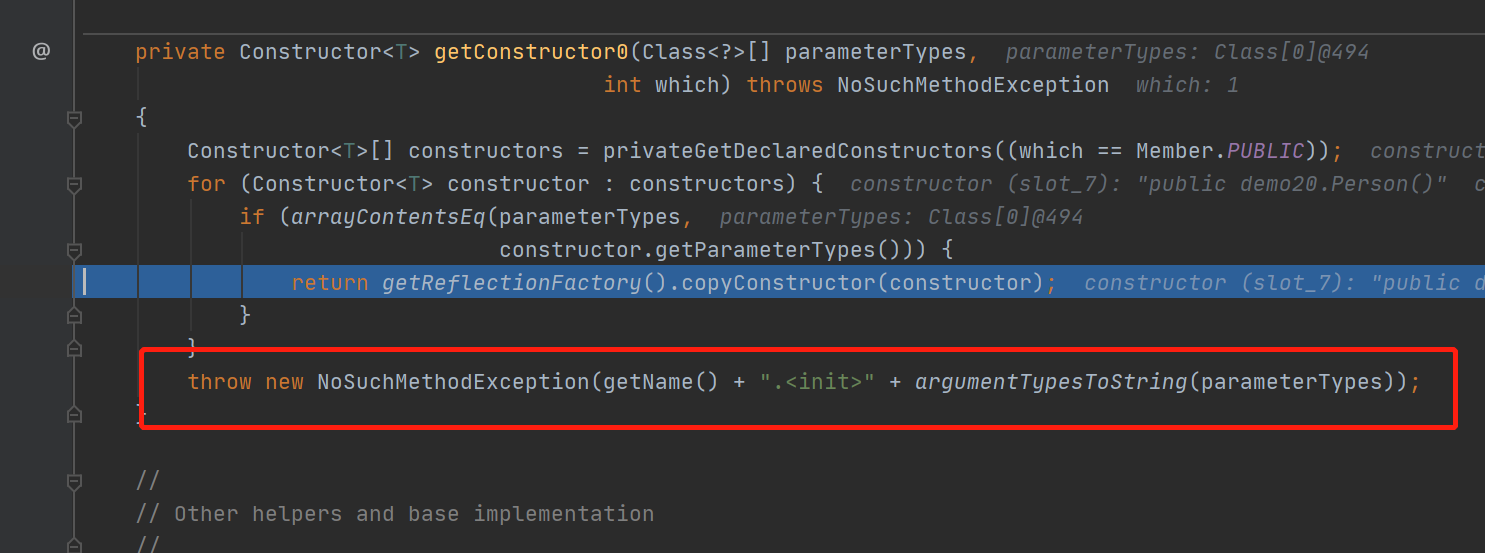 @ private Constructor<T> getConstructor0(Class<?>[] parameterTypes, parameterTypes: Class[0]@494
int which) throws NoSuchMethodException which: 1
{
Constructor<T>[] constructors = privateGetDeclaredConstructors((which == Member.PUBLIC)); construct
for (Constructor<T> constructor : constructors) { constructor (slot_7): "public demo20.Person()" c
if (arrayContentsEq(parameterTypes, parameterTypes: Class[0]@494
constructor.getParameterTypes())) {
return getReflectionFactory().copyConstructor(constructor); constructor (slot_7): "public d
}
}
throw new NoSuchMethodException(getName() + ".<init>" + argumentTypesToString(parameterTypes));
}
//
// Other helpers and base implementation
//